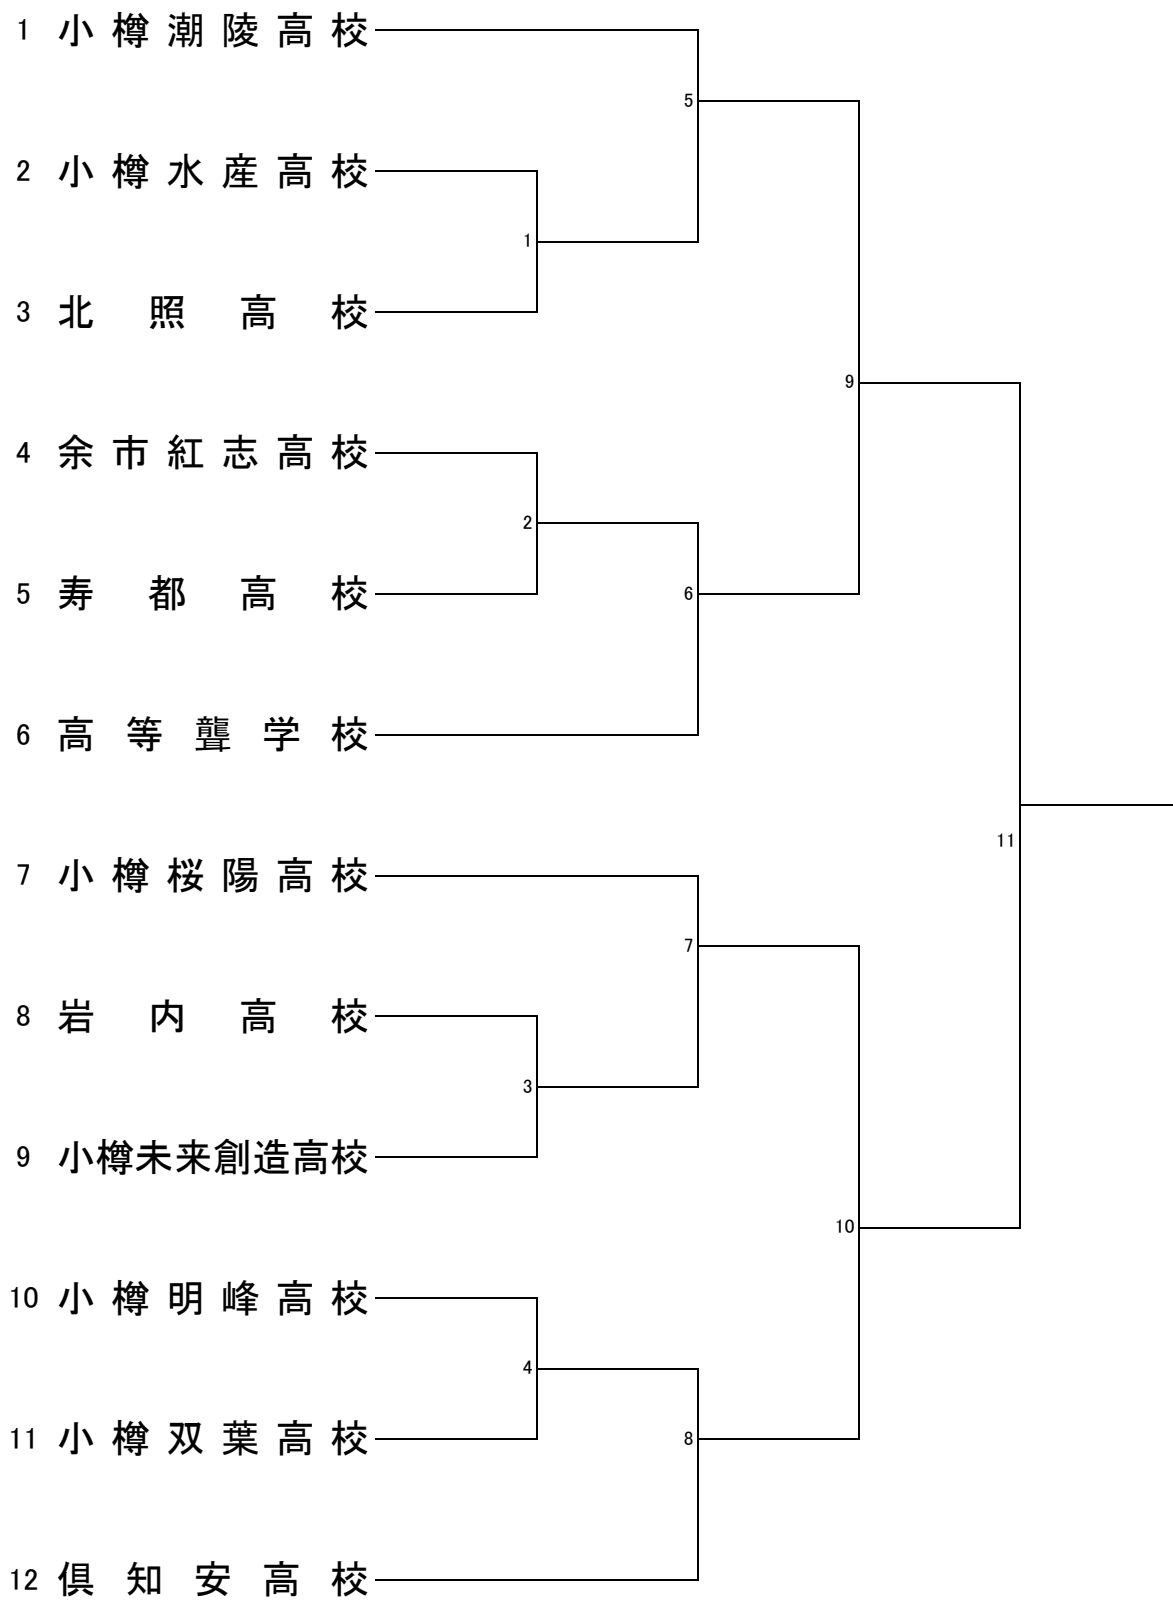 1 小樽潮陵高校
5
2 小樽水産高校
1
3 北照高校
9
4 余市紅志高校
2
5 寿都高校
6
6 高等聾学校
11
7 小樽桜陽高校
7
8 岩内高校
3
9 小樽未来創造高校
10
10 小樽明峰高校
4
11 小樽双葉高校
8
12 倶知安高校